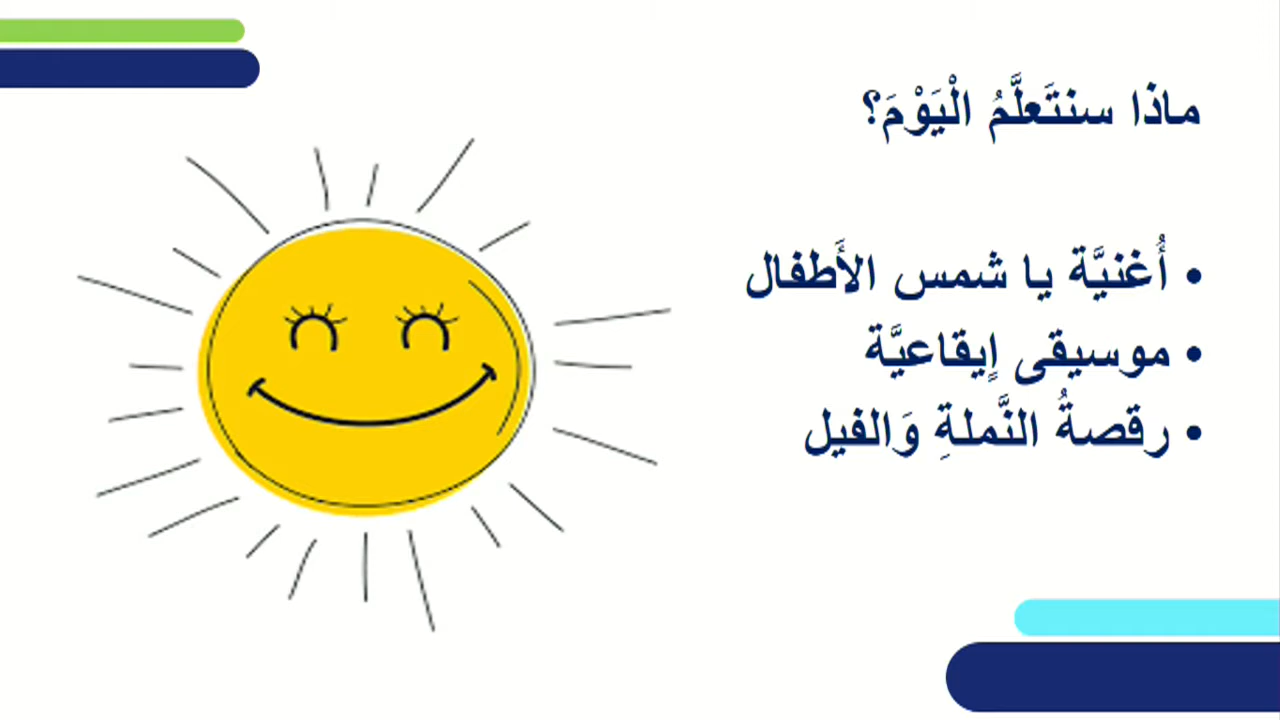 ماذا سنتَعلَّمُ الْيَوْمَ؟
• أُغنيَّة يا شمس الأَطفال
• موسيقى إٍيقاعيَّة
• رقصةُ النَّملةِ وَالفيل